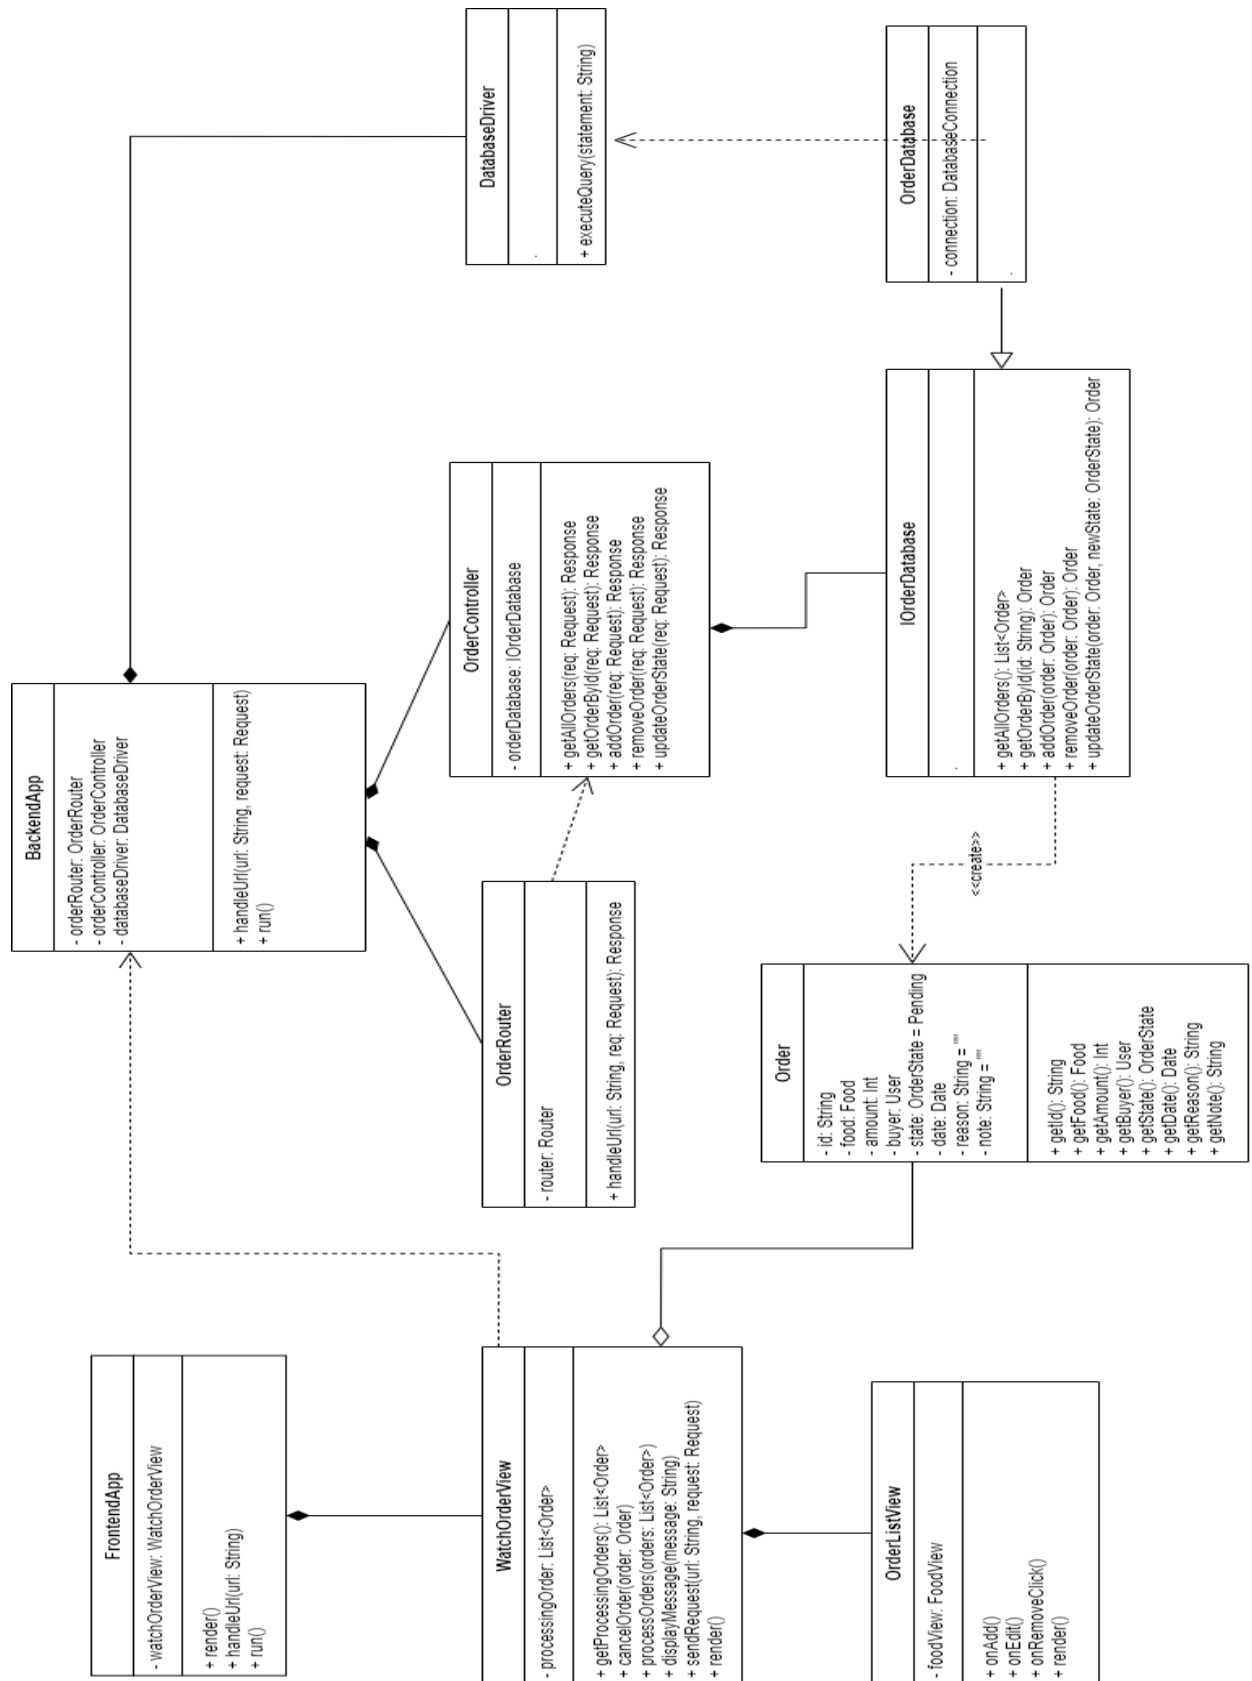 FrontendApp
- watchOrderView: WatchOrderView
+ render()
+ handleUrl(url: String)
+ run()
BackendApp
- orderRouter: OrderRouter
- orderController: OrderController
- databaseDriver: DatabaseDriver
+ handleUrl(url: String, request: Request)
+ run()
WatchOrderView
- processingOrder: List<Order>
+ getProcessingOrders(): List<Order>
+ cancelOrder(order: Order)
+ processOrders(orders: List<Order>)
+ displayMessage(message: String)
+ sendRequest(url: String, request: Request)
+ render()
OrderRouter
- router: Router
+ handleUrl(url: String, req: Request): Response
OrderController
- orderDatabase: IOrderDatabase
+ getAllOrders(req: Request): Response
+ getOrderById(req: Request): Response
+ addOrder(req: Request): Response
+ removeOrder(req: Request): Response
+ updateOrderState(req: Request): Response
DatabaseDriver
+ executeQuery(statement: String)
OrderListView
- foodView: FoodView
+ onAdd()
+ onEdit()
+ onRemoveClick()
+ render()
Order
- id: String
- food: Food
- amount: Int
- buyer: User
- state: OrderState = Pending
- date: Date
- reason: String = ""
- note: String = ""
+ getId(): String
+ getFood(): Food
+ getAmount(): Int
+ getBuyer(): User
+ getState(): OrderState
+ getDate(): Date
+ getReason(): String
+ getNote(): String
<<create>>
IOrderDatabase
+ getAllOrders(): List<Order>
+ getOrderById(id: String): Order
+ addOrder(order: Order): Order
+ removeOrder(order: Order): Order
+ updateOrderState(order: Order, newState: OrderState): Order
OrderDatabase
- connection: DatabaseConnection